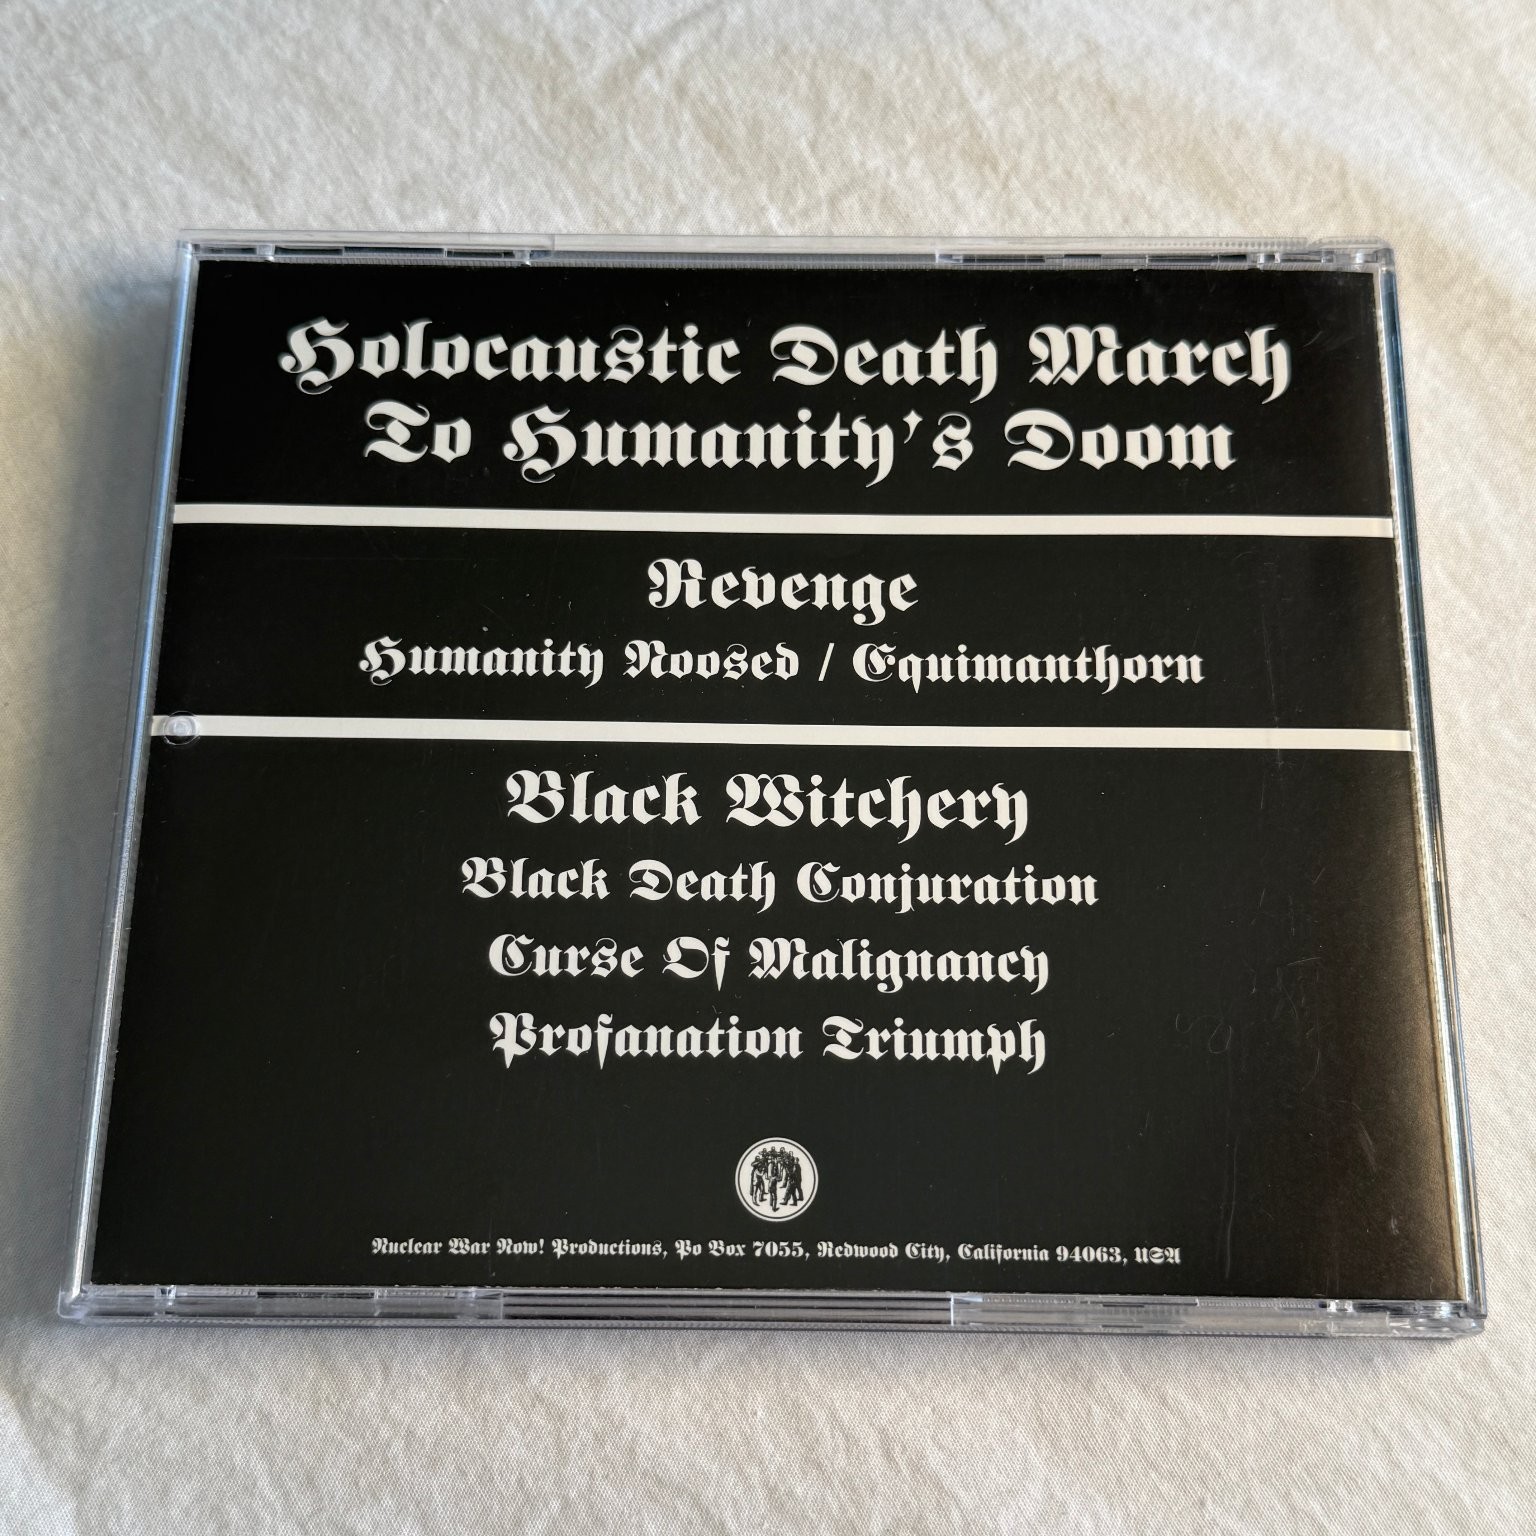 Holocaustic Death March
To Humanity's Doom
Revenge
Humanity Noosed / Equimanthorn
Black Witchery
Black Death Conjuration
Curse Of Malignancy
Profanation Triumph
Nuclear War Now! Productions, Po Box 7055, Redwood City, California 94063, USA